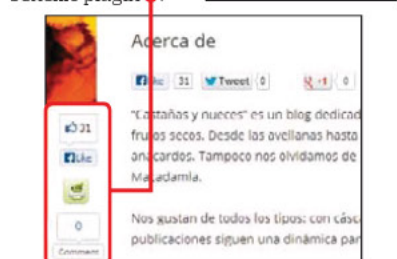 Acerca de
Like 31 Tweet 0 +1 0
"Castañas y nueces" es un blog dedicad
frutos secos. Desde las avellanas hasta
anacardos. Tampoco nos olvidamos de
Macadamia.
Nos gustan de todos los tipos: con cásc
publicaciones siguen una dinámica par
31
Like
0
Comment